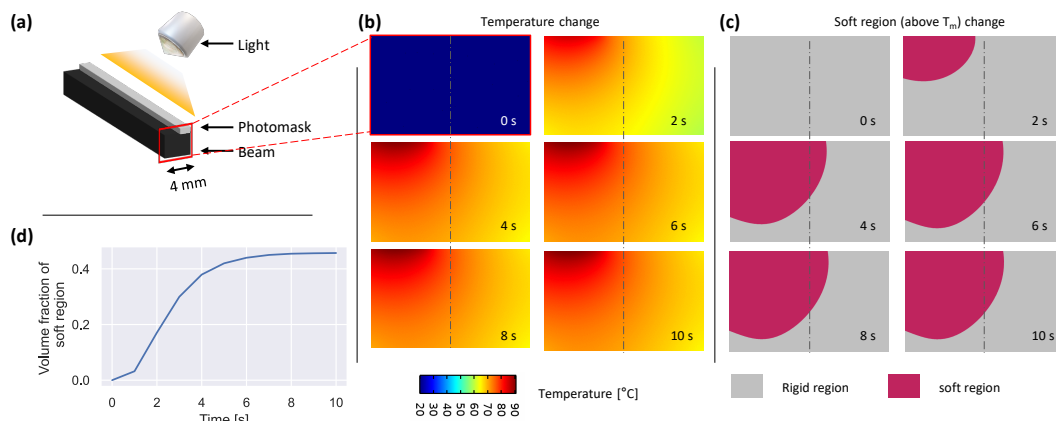 (a)
Light
Photomask
Beam
4 mm
(b)
Temperature change
0 s
2 s
4 s
6 s
8 s
10 s
20 30 40 50 60 70 80 90
Temperature [°C]
(c)
Soft region (above Tm) change
0 s
2 s
4 s
6 s
8 s
10 s
Rigid region
soft region
(d)
Volume fraction of
soft region
0.4
0.2
0.0
0 2 4 6 8 10
Time [s]